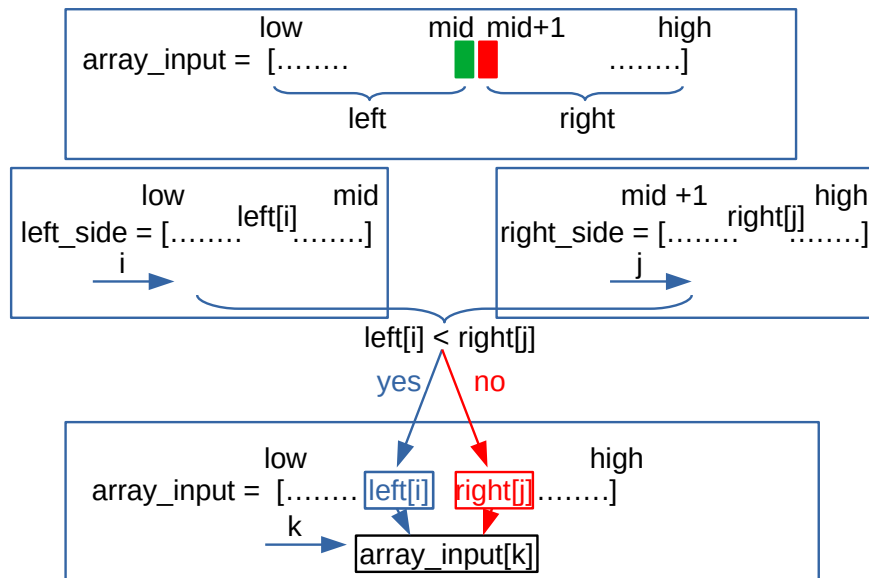 low mid mid+1 high
array_input = [........ ........]
left right
low mid
left_side = [........left[i]........]
i
mid +1 high
right_side = [........right[j]........]
j
left[i] < right[j]
yes no
low high
array_input = [........ left[i] right[j] ........]
k
array_input[k]